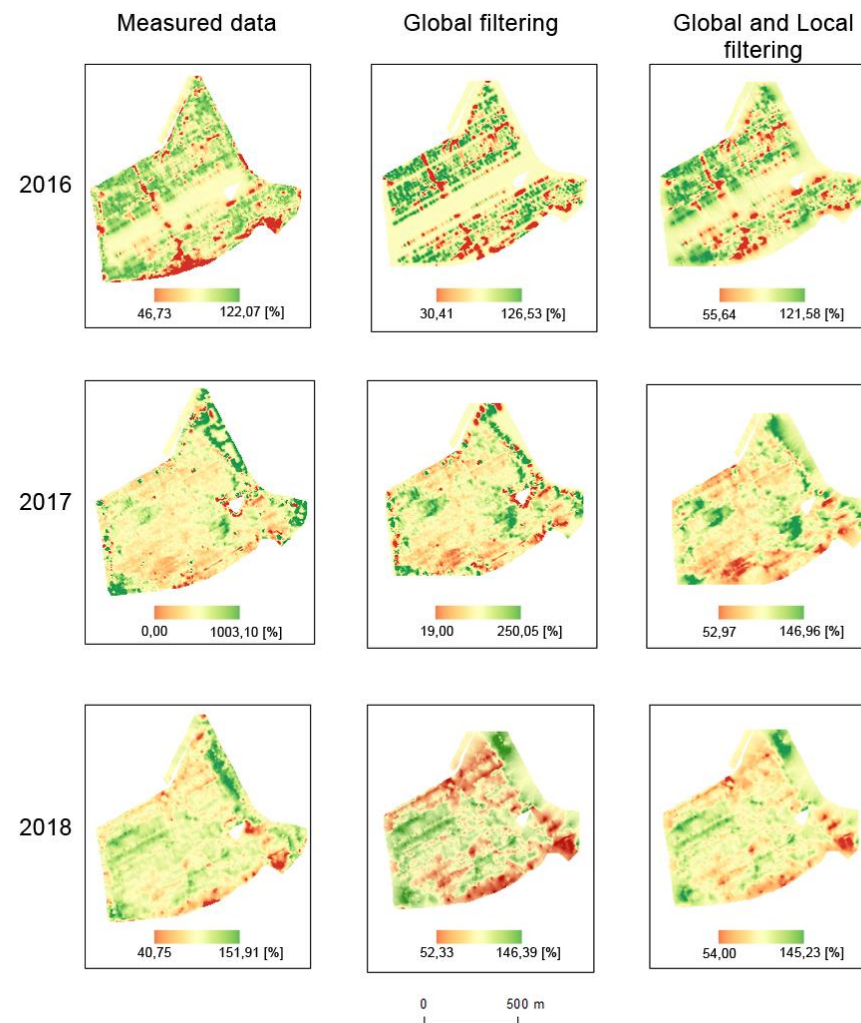 Measured data
Global filtering
Global and Local
filtering
2016
46,73 122,07 [%]
30,41 126,53 [%]
55,64 121,58 [%]
2017
0,00 1003,10 [%]
19,00 250,05 [%]
52,97 146,96 [%]
2018
40,75 151,91 [%]
52,33 146,39 [%]
54,00 145,23 [%]
0 500 m